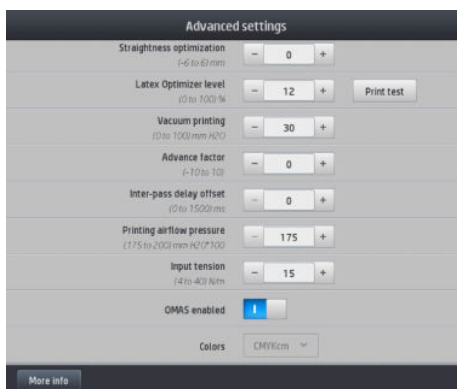 Advanced settings
Straightness optimization
(-6 to 6) mm
- 0 +
Latex Optimizer level
(0 to 100) %
- 12 +
Print test
Vacuum printing
(0 to 100) mm H2O
- 30 +
Advance factor
(-10 to 10)
- 0 +
Inter-pass delay offset
(0 to 1500) ms
- 0 +
Printing airflow pressure
(175 to 200) mm H2O*100
- 175 +
Input tension
(4 to 40) N/m
- 15 +
OMAS enabled
I
Colors
CMYKcm
More info